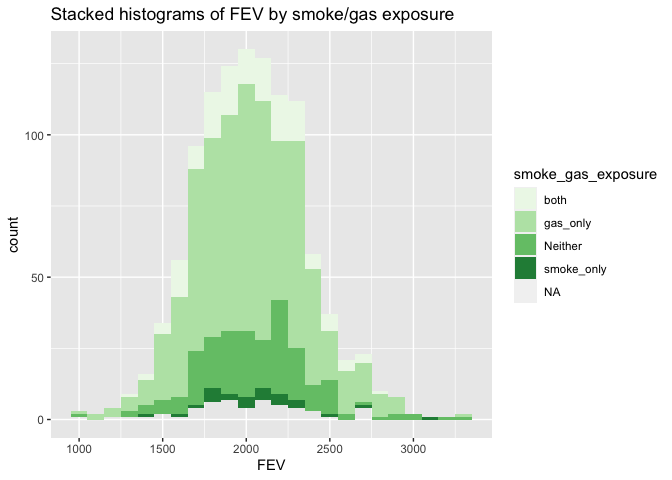 Stacked histograms of FEV by smoke/gas exposure
100
50
0
count
1000 1500 2000 2500 3000
FEV
smoke_gas_exposure
both
gas_only
Neither
smoke_only
NA